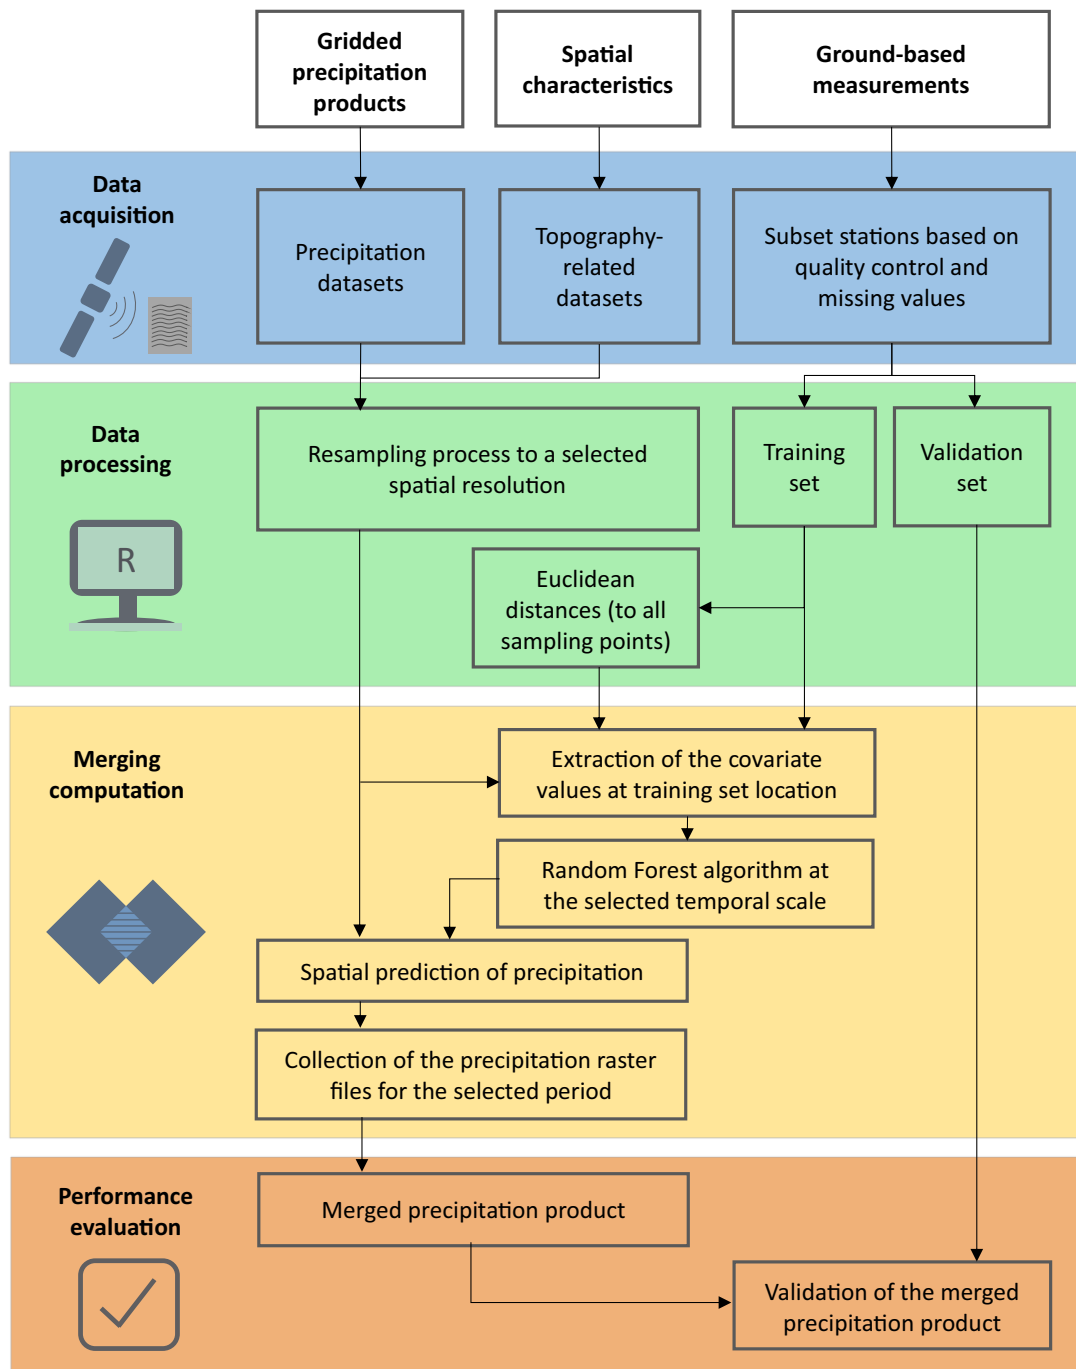 Gridded
precipitation
products
Spatial
characteristics
Ground-based
measurements
Data
acquisition
Precipitation
datasets
Topography-
related
datasets
Subset stations based on
quality control and
missing values
Data
processing
R
Resampling process to a selected
spatial resolution
Training
set
Validation
set
Euclidean
distances (to all
sampling points)
Merging
computation
Extraction of the covariate
values at training set location
Random Forest algorithm at
the selected temporal scale
Spatial prediction of precipitation
Collection of the precipitation raster
files for the selected period
Performance
evaluation
Merged precipitation product
Validation of the merged
precipitation product